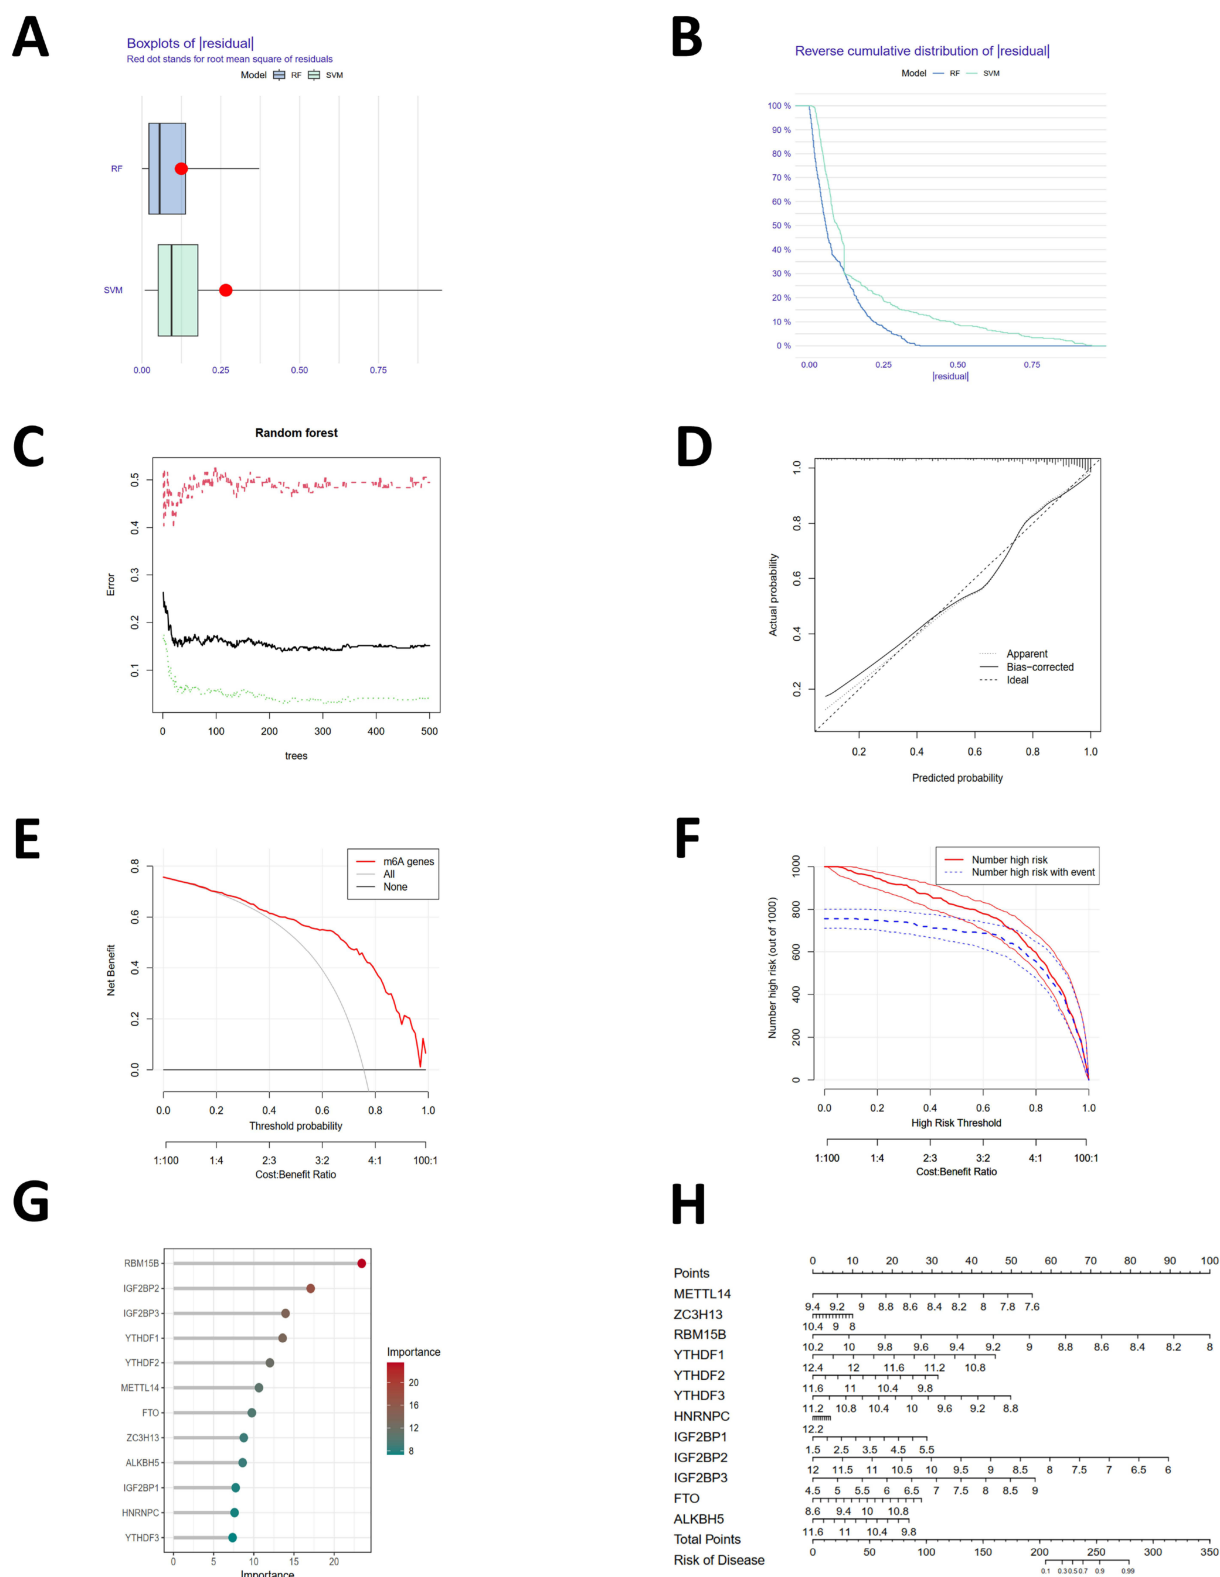 A
Boxplots of |residual|
Red dot stands for root mean square of residuals
Model RF SVM
RF
SVM
0.00 0.25 0.50 0.75
B
Reverse cumulative distribution of |residual|
Model RF SVM
100 %
90 %
80 %
70 %
60 %
50 %
40 %
30 %
20 %
10 %
0 %
0.00 0.25 0.50 0.75
|residual|
C
Random forest
Error
0.5
0.4
0.3
0.2
0.1
0 100 200 300 400 500
trees
D
Actual probability
1.0
0.8
0.6
0.4
0.2
Apparent
Bias-corrected
Ideal
0.2 0.4 0.6 0.8 1.0
Predicted probability
E
Net Benefit
0.8
0.6
0.4
0.2
0.0
m6A genes
All
None
0.0 0.2 0.4 0.6 0.8 1.0
Threshold probability
1:100 1:4 2:3 3:2 4:1 100:1
Cost:Benefit Ratio
F
Number high risk (out of 1000)
1000
800
600
400
200
0
Number high risk
Number high risk with event
0.0 0.2 0.4 0.6 0.8 1.0
High Risk Threshold
1:100 1:4 2:3 3:2 4:1 100:1
Cost:Benefit Ratio
G
RBM15B
IGF2BP2
IGF2BP3
YTHDF1
YTHDF2
METTL14
FTO
ZC3H13
ALKBH5
IGF2BP1
HNRNPC
YTHDF3
0 5 10 15 20
Importance
Importance
20
16
12
8
H
0 10 20 30 40 50 60 70 80 90 100
Points
METTL14
9.4 9.2 9 8.8 8.6 8.4 8.2 8 7.8 7.6
ZC3H13
10.4 9 8
RBM15B
10.2 10 9.8 9.6 9.4 9.2 9 8.8 8.6 8.4 8.2 8
YTHDF1
12.4 12 11.6 11.2 10.8
YTHDF2
11.6 11 10.4 9.8
YTHDF3
11.2 10.8 10.4 10 9.6 9.2 8.8
HNRNPC
12.2
IGF2BP1
1.5 2.5 3.5 4.5 5.5
IGF2BP2
12 11.5 11 10.5 10 9.5 9 8.5 8 7.5 7 6.5 6
IGF2BP3
4.5 5 5.5 6 6.5 7 7.5 8 8.5 9
FTO
8.6 9.4 10 10.8
ALKBH5
11.6 11 10.4 9.8
Total Points
0 50 100 150 200 250 300 350
Risk of Disease
0.1 0.3 0.5 0.7 0.9 0.99